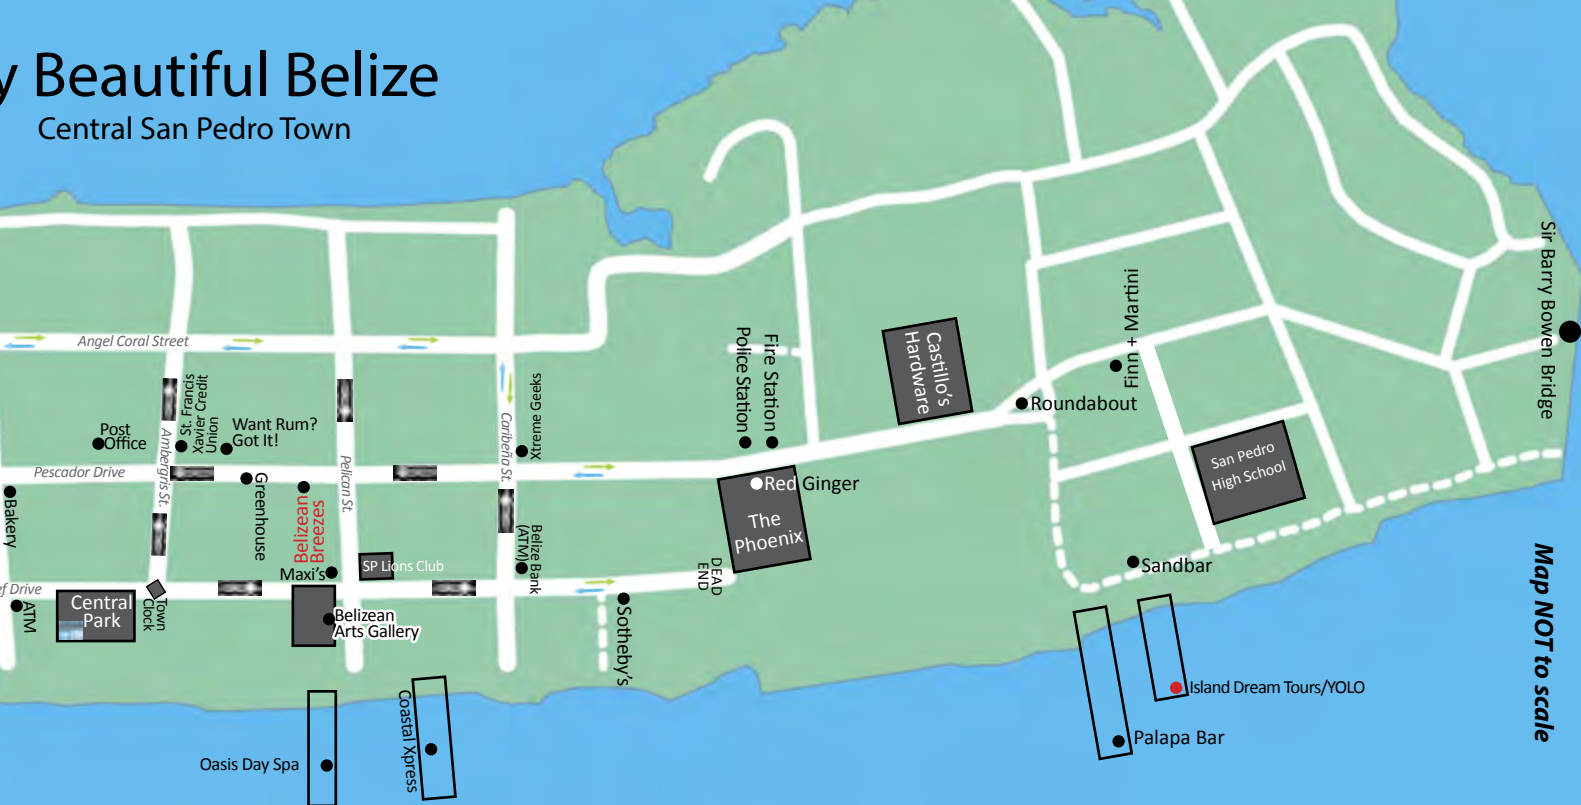 y Beautiful Belize
Central San Pedro Town
Angel Coral Street
Post
Office
St. Francis
Xavier Credit
Union
Want Rum?
Got It!
Pescador Drive
Ambergris St.
Greenhouse
Belizean
Breezes
Pelican St.
Caribeña St.
Xtreme Geeks
Bakery
Maxi's
SP Lions Club
Belize Bank
(ATM)
ef Drive
ATM
Central
Park
Town
Clock
Belizean
Arts Gallery
Sotheby's
DEAD
END
Police Station
Fire Station
Red Ginger
The
Phoenix
Castillo's
Hardware
Roundabout
Finn + Martini
San Pedro
High School
Sir Barry Bowen Bridge
Sandbar
Island Dream Tours/YOLO
Palapa Bar
Oasis Day Spa
Coastal Xpress
Map NOT to scale